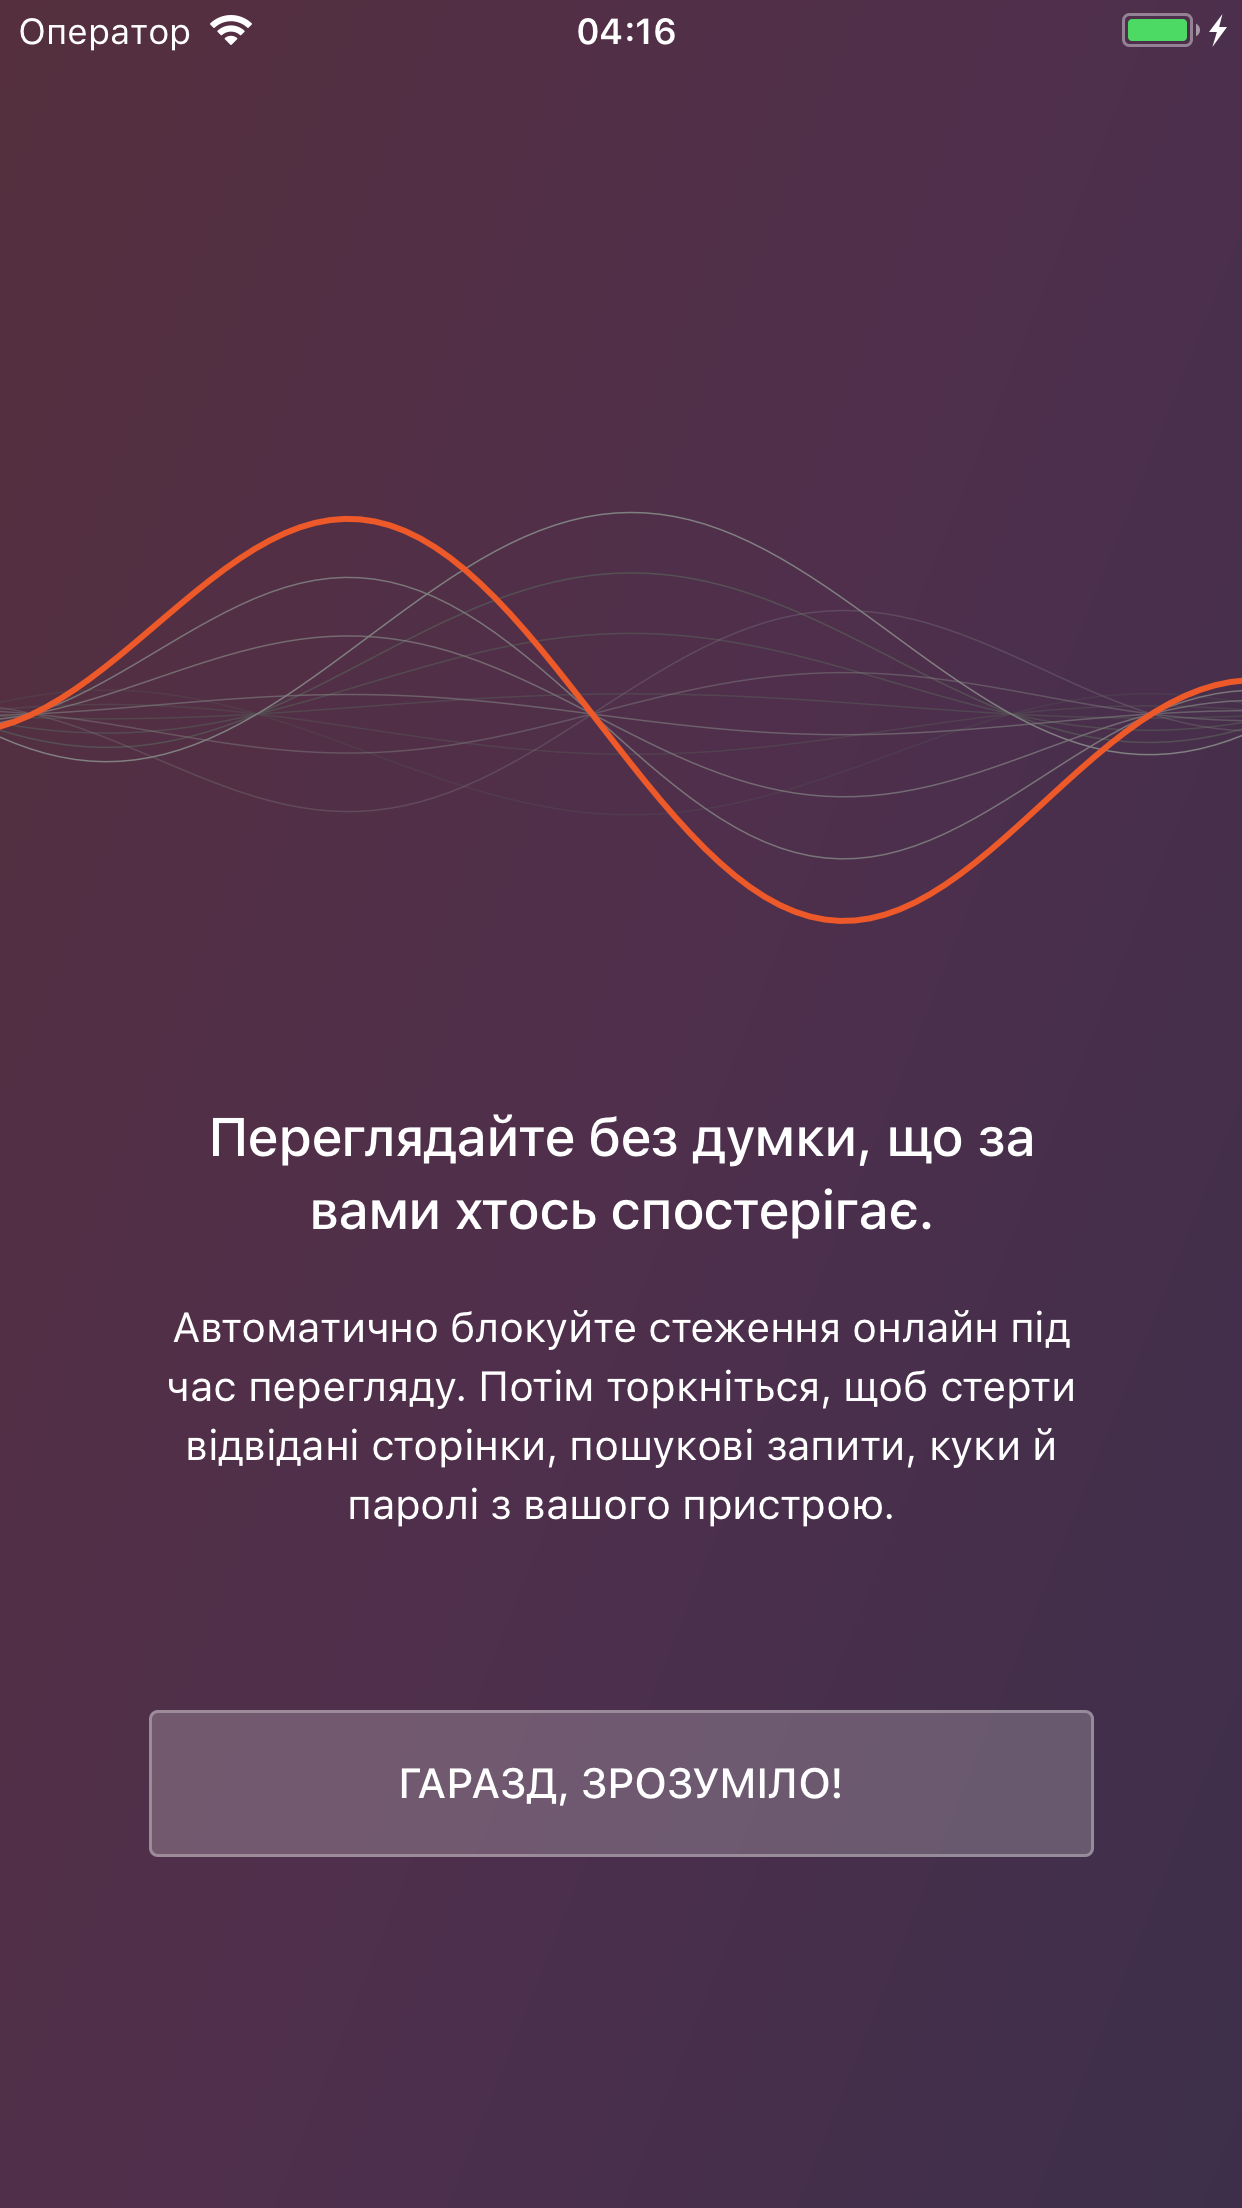 Оператор
04:16
Переглядайте без думки, що за
вами хтось спостерігає.
Автоматично блокуйте стеження онлайн під
час перегляду. Потім торкніться, щоб стерти
відвідані сторінки, пошукові запити, куки й
паролі з вашого пристрою.
ГАРАЗД, ЗРОЗУМІЛО!